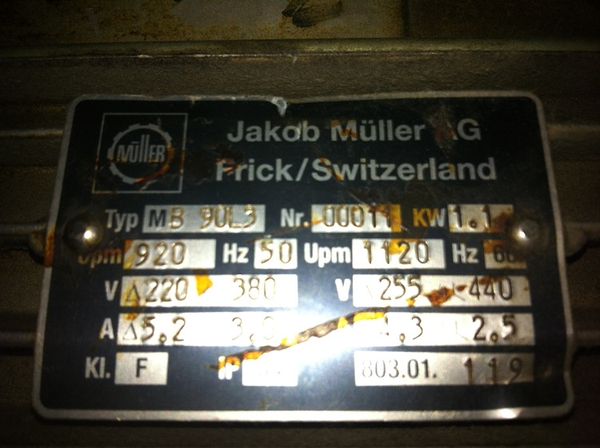 MÜLLER
Jakob Müller AG
Frick/Switzerland
Typ MB 90L3 Nr. 00011 KW 1.1
Upm 920 Hz 50 Upm 1120 Hz
V Δ220 380 V 255 440
A Δ5,2 2.5
Kl. F IP 803.01. 119